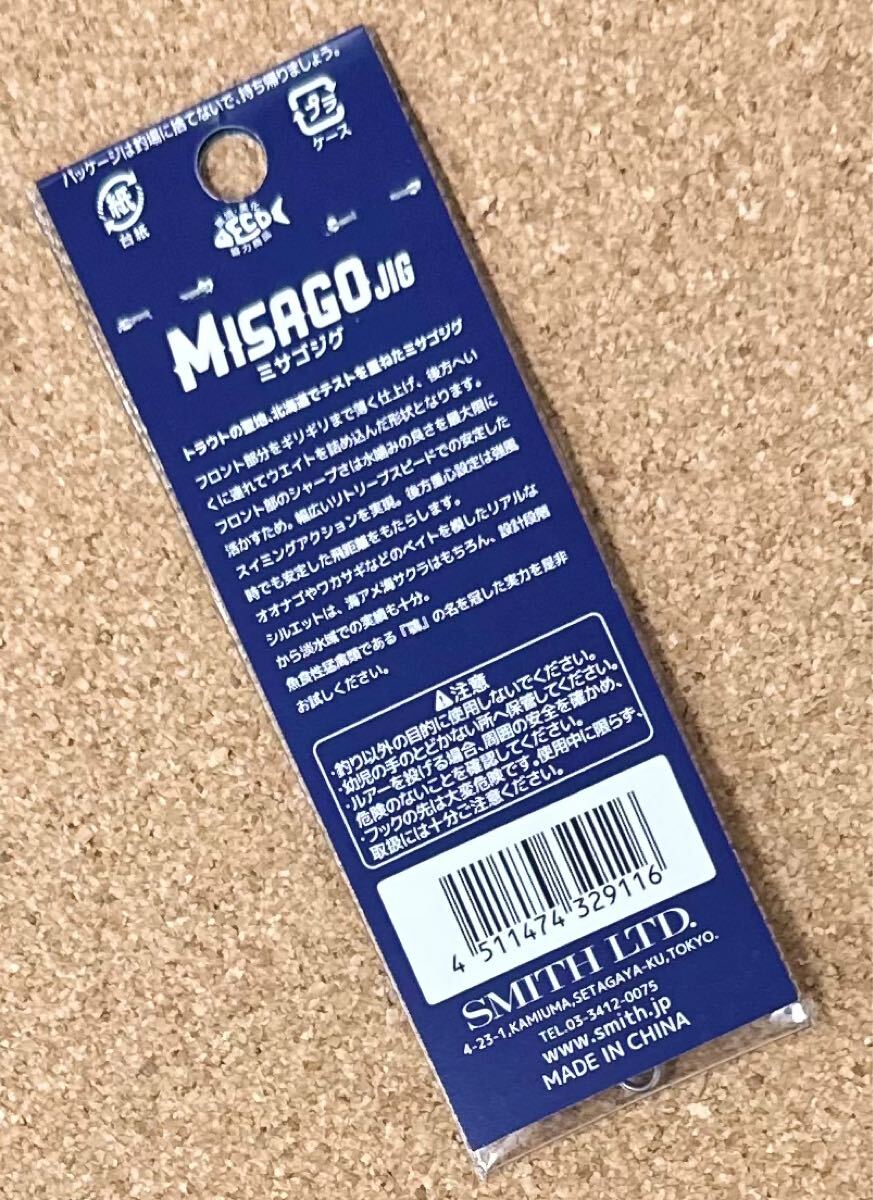 パッケージは釣場に捨てないで、持ち帰りましょう。
紙
台紙
プラ
ケース
ECO
MISAGO JIG
ミサゴジグ
トラウトの聖地、北海道でテストを重ねたミサゴジグ
フロント部分をギリギリまで薄く仕上げ。後方へい
くに連れてウエイトを詰め込んだ形状となります。
フロント部のシャープさは水噛みの良さを最大限に
活かすため。幅広いリトリーブスピードでの安定した
スイミングアクションを実現。後方重心設定は強風
時でも安定した飛距離をもたらします。
オオナゴやワカサギなどのベイトを模したリアルな
シルエットは、海アメ海サクラはもちろん、設計段階
から淡水域での実績も十分。
魚食性猛禽類である『鶚』の名を冠した実力を是非
お試しください。
注意
・釣り以外の目的に使用しないでください。
・幼児の手のとどかない所へ保管してください。
・ルアーを投げる場合、周囲の安全を確かめ、
危険のないことを確認してください。
・フックの先は大変危険です。使用中に限らず、
取扱には十分ご注意ください。
4 511474 329116
SMITH LTD.
4-23-1,KAMIUMA,SETAGAYA-KU,TOKYO.
TEL.03-3412-0075
www.smith.jp
MADE IN CHINA